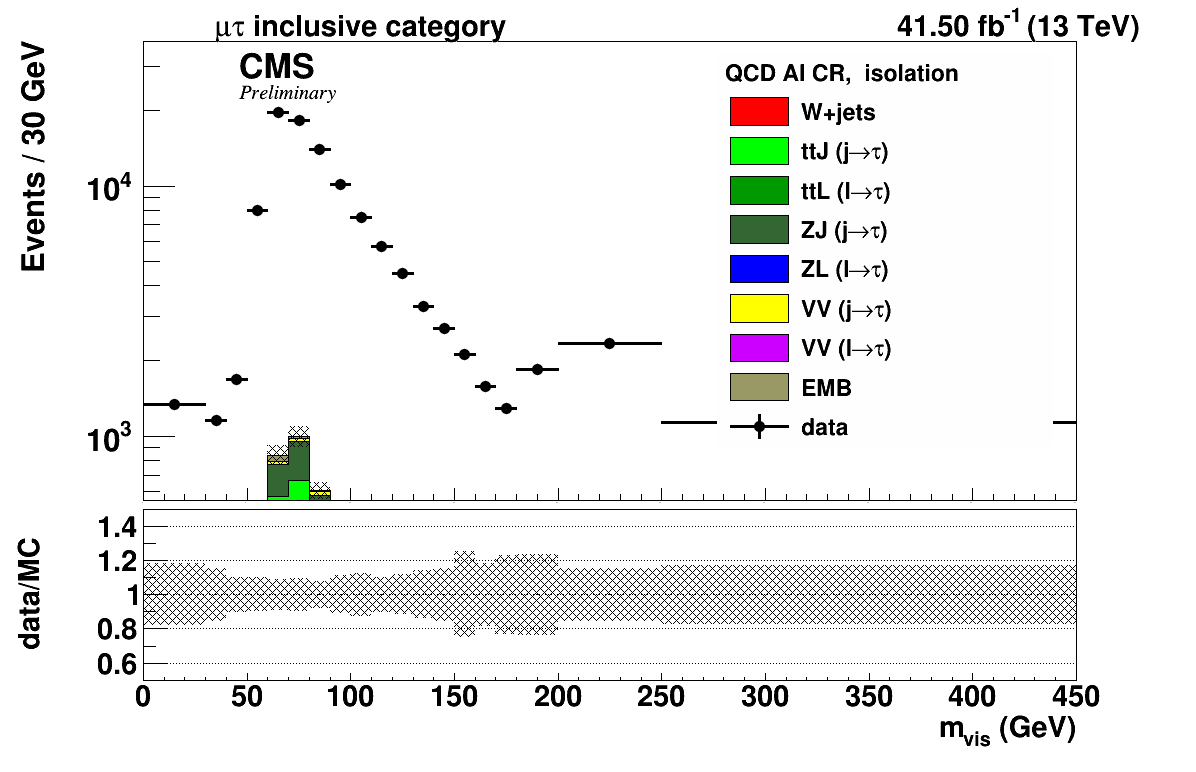 μτ inclusive category
41.50 fb⁻¹ (13 TeV)
CMS
Preliminary
QCD AI CR, isolation
W+jets
ttJ (j→τ)
ttL (l→τ)
ZJ (j→τ)
ZL (l→τ)
VV (j→τ)
VV (l→τ)
EMB
data
Events / 30 GeV
10⁴
10³
data/MC
1.4
1.2
1
0.8
0.6
0 50 100 150 200 250 300 350 400 450
m_vis (GeV)